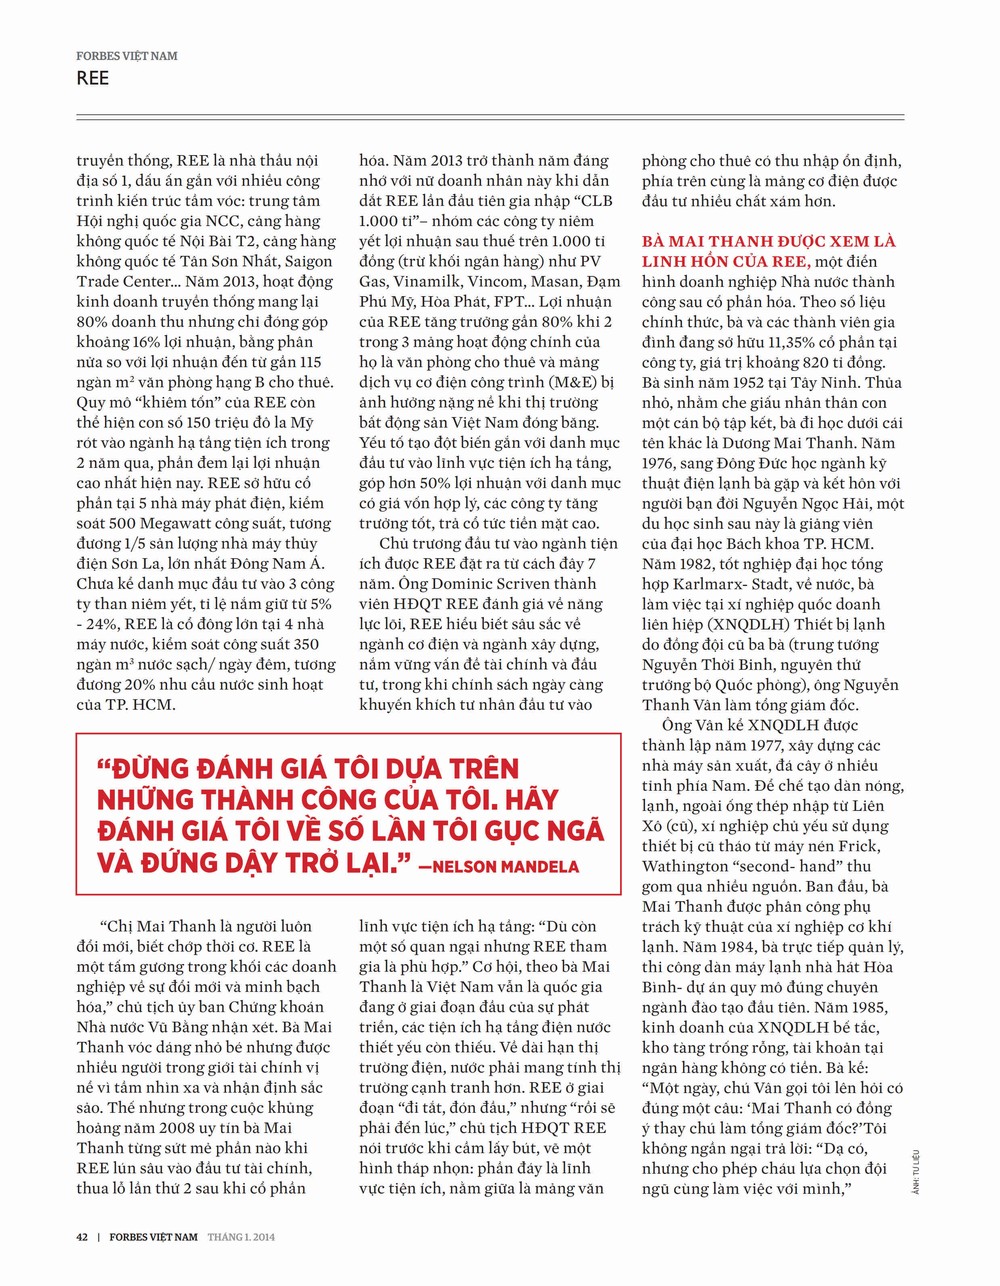 FORBES VIỆT NAM
REE
truyền thống, REE là nhà thầu nội
địa số 1, dấu ấn gắn với nhiều công
trình kiến trúc tầm vóc: trung tâm
Hội nghị quốc gia NCC, cảng hàng
không quốc tế Nội Bài T2, cảng hàng
không quốc tế Tân Sơn Nhất, Saigon
Trade Center... Năm 2013, hoạt động
kinh doanh truyền thống mang lại
80% doanh thu nhưng chỉ đóng góp
khoảng 16% lợi nhuận, bằng phân
nửa so với lợi nhuận đến từ gần 115
ngàn m² văn phòng hạng B cho thuê.
Quy mô “khiêm tốn” của REE còn
thể hiện con số 150 triệu đô la Mỹ
rót vào ngành hạ tầng tiện ích trong
2 năm qua, phần đem lại lợi nhuận
cao nhất hiện nay. REE sở hữu cổ
phần tại 5 nhà máy phát điện, kiểm
soát 500 Megawatt công suất, tương
đương 1/5 sản lượng nhà máy thủy
điện Sơn La, lớn nhất Đông Nam Á.
Chưa kể danh mục đầu tư vào 3 công
ty than niêm yết, tỉ lệ nắm giữ từ 5%
- 24%, REE là cổ đông lớn tại 4 nhà
máy nước, kiểm soát công suất 350
ngàn m³ nước sạch/ ngày đêm, tương
đương 20% nhu cầu nước sinh hoạt
của TP. HCM.
hóa. Năm 2013 trở thành năm đáng
nhớ với nữ doanh nhân này khi dẫn
dắt REE lần đầu tiên gia nhập “CLB
1.000 tỉ”– nhóm các công ty niêm
yết lợi nhuận sau thuế trên 1.000 tỉ
đồng (trừ khối ngân hàng) như PV
Gas, Vinamilk, Vincom, Masan, Đạm
Phú Mỹ, Hòa Phát, FPT... Lợi nhuận
của REE tăng trưởng gần 80% khi 2
trong 3 mảng hoạt động chính của
họ là văn phòng cho thuê và mảng
dịch vụ cơ điện công trình (M&E) bị
ảnh hưởng nặng nề khi thị trường
bất động sản Việt Nam đóng băng.
Yếu tố tạo đột biến gắn với danh mục
đầu tư vào lĩnh vực tiện ích hạ tầng,
góp hơn 50% lợi nhuận với danh mục
có giá vốn hợp lý, các công ty tăng
trưởng tốt, trả cổ tức tiền mặt cao.
Chủ trương đầu tư vào ngành tiện
ích được REE đặt ra từ cách đây 7
năm. Ông Dominic Scriven thành
viên HĐQT REE đánh giá về năng
lực lõi, REE hiểu biết sâu sắc về
ngành cơ điện và ngành xây dựng,
nắm vững vấn đề tài chính và đầu
tư, trong khi chính sách ngày càng
khuyến khích tư nhân đầu tư vào
“ĐỪNG ĐÁNH GIÁ TÔI DỰA TRÊN
NHỮNG THÀNH CÔNG CỦA TÔI. HÃY
ĐÁNH GIÁ TÔI VỀ SỐ LẦN TÔI GỤC NGÃ
VÀ ĐỨNG DẬY TRỞ LẠI.” —NELSON MANDELA
“Chị Mai Thanh là người luôn
đổi mới, biết chớp thời cơ. REE là
một tấm gương trong khối các doanh
nghiệp về sự đổi mới và minh bạch
hóa,” chủ tịch ủy ban Chứng khoán
Nhà nước Vũ Bằng nhận xét. Bà Mai
Thanh vóc dáng nhỏ bé nhưng được
nhiều người trong giới tài chính vị
nể vì tầm nhìn xa và nhận định sắc
sảo. Thế nhưng trong cuộc khủng
hoảng năm 2008 uy tín bà Mai
Thanh từng sứt mẻ phần nào khi
REE lún sâu vào đầu tư tài chính,
thua lỗ lần thứ 2 sau khi cổ phần
lĩnh vực tiện ích hạ tầng: “Dù còn
một số quan ngại nhưng REE tham
gia là phù hợp.” Cơ hội, theo bà Mai
Thanh là Việt Nam vẫn là quốc gia
đang ở giai đoạn đầu của sự phát
triển, các tiện ích hạ tầng điện nước
thiết yếu còn thiếu. Về dài hạn thị
trường điện, nước phải mang tính thị
trường cạnh tranh hơn. REE ở giai
đoạn “đi tắt, đón đầu,” nhưng “rồi sẽ
phải đến lúc,” chủ tịch HĐQT REE
nói trước khi cầm lấy bút, vẽ một
hình tháp nhọn: phần đáy là lĩnh
vực tiện ích, nằm giữa là mảng văn
phòng cho thuê có thu nhập ổn định,
phía trên cùng là mảng cơ điện được
đầu tư nhiều chất xám hơn.
BÀ MAI THANH ĐƯỢC XEM LÀ
LINH HỒN CỦA REE, một điển
hình doanh nghiệp Nhà nước thành
công sau cổ phần hóa. Theo số liệu
chính thức, bà và các thành viên gia
đình đang sở hữu 11,35% cổ phần tại
công ty, giá trị khoảng 820 tỉ đồng.
Bà sinh năm 1952 tại Tây Ninh. Thủa
nhỏ, nhằm che giấu nhân thân con
một cán bộ tập kết, bà đi học dưới cái
tên khác là Dương Mai Thanh. Năm
1976, sang Đông Đức học ngành kỹ
thuật điện lạnh bà gặp và kết hôn với
người bạn đời Nguyễn Ngọc Hải, một
du học sinh sau này là giảng viên
của đại học Bách khoa TP. HCM.
Năm 1982, tốt nghiệp đại học tổng
hợp Karlmarx- Stadt, về nước, bà
làm việc tại xí nghiệp quốc doanh
liên hiệp (XNQDLH) Thiết bị lạnh
do đồng đội cũ ba bà (trung tướng
Nguyễn Thời Bình, nguyên thứ
trưởng bộ Quốc phòng), ông Nguyễn
Thanh Vân làm tổng giám đốc.
Ông Vân kể XNQDLH được
thành lập năm 1977, xây dựng các
nhà máy sản xuất, đá cây ở nhiều
tỉnh phía Nam. Để chế tạo dàn nóng,
lạnh, ngoài ống thép nhập từ Liên
Xô (cũ), xí nghiệp chủ yếu sử dụng
thiết bị cũ tháo từ máy nén Frick,
Wathington “second- hand” thu
gom qua nhiều nguồn. Ban đầu, bà
Mai Thanh được phân công phụ
trách kỹ thuật của xí nghiệp cơ khí
lạnh. Năm 1984, bà trực tiếp quản lý,
thi công dàn máy lạnh nhà hát Hòa
Bình- dự án quy mô đúng chuyên
ngành đào tạo đầu tiên. Năm 1985,
kinh doanh của XNQDLH bế tắc,
kho tàng trống rỗng, tài khoản tại
ngân hàng không có tiền. Bà kể:
“Một ngày, chú Vân gọi tôi lên hỏi có
đúng một câu: ‘Mai Thanh có đồng
ý thay chú làm tổng giám đốc?’Tôi
không ngần ngại trả lời: “Dạ có,
nhưng cho phép cháu lựa chọn đội
ngũ cùng làm việc với mình,”
ẢNH: TƯ LIỆU
42 | FORBES VIỆT NAM THÁNG 1. 2014